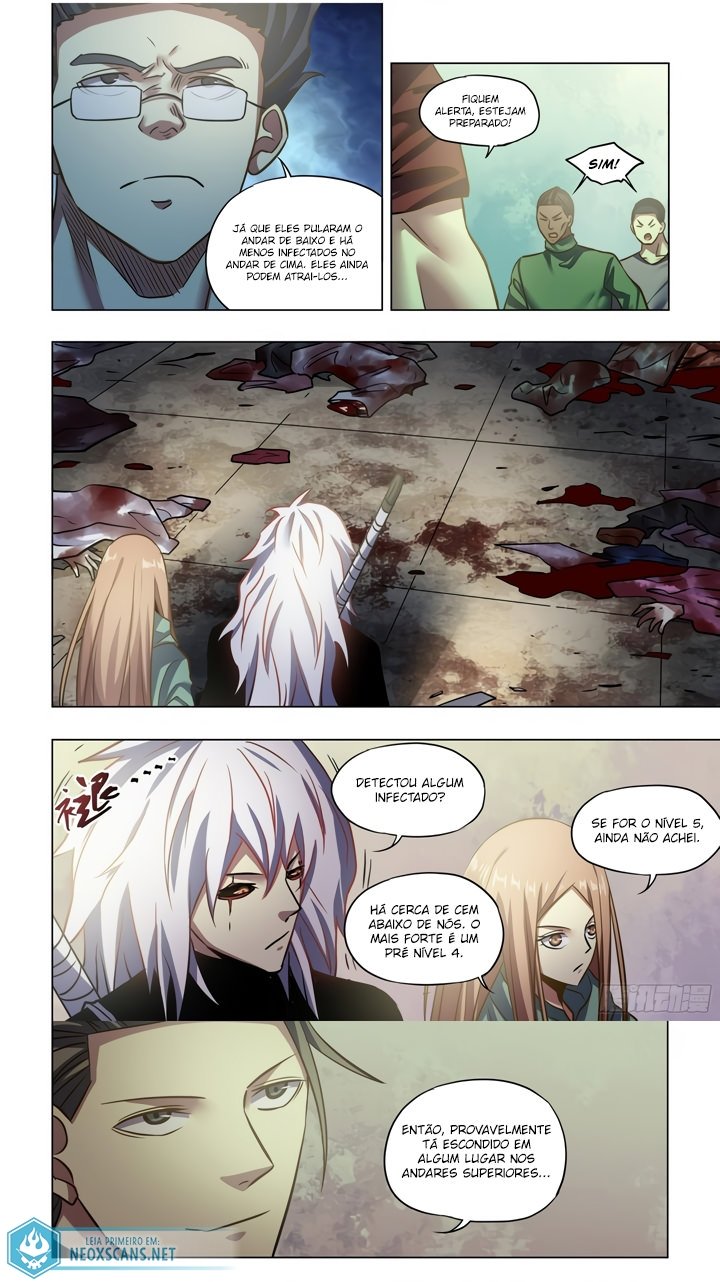 JÁ QUE ELES PULARAM O
ANDAR DE BAIXO E HÁ
MENOS INFECTADOS NO
ANDAR DE CIMA. ELES AINDA
PODEM ATRAI-LOS...
FIQUEM
ALERTA, ESTEJAM
PREPARADO!
SIM!
DETECTOU ALGUM
INFECTADO?
SE FOR O NÍVEL 5,
AINDA NÃO ACHEI.
HÁ CERCA DE CEM
ABAIXO DE NÓS. O
MAIS FORTE É UM
PRÉ NÍVEL 4.
ENTÃO, PROVAVELMENTE
TÁ ESCONDIDO EM
ALGUM LUGAR NOS
ANDARES SUPERIORES...
LEIA PRIMEIRO EM:
NEOXSCANS.NET